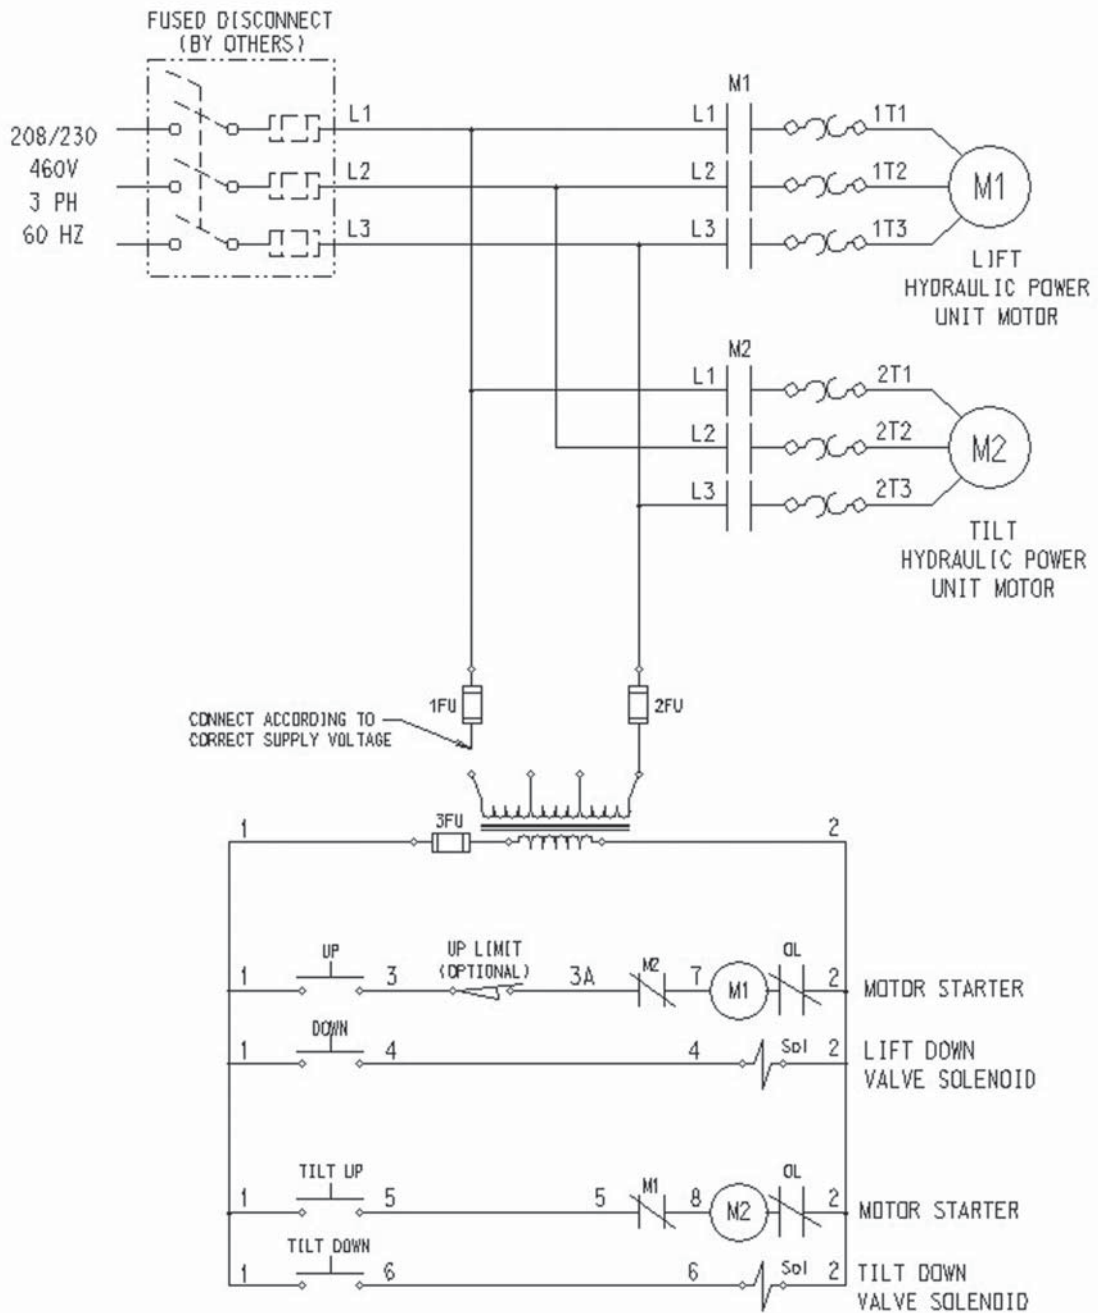 FUSED DISCONNECT
(BY OTHERS)
208/230
460V
3 PH
60 HZ
L1
L2
L3
M1
L1
L2
L3
1T1
1T2
1T3
M1
LIFT
HYDRAULIC POWER
UNIT MOTOR
M2
L1
L2
L3
2T1
2T2
2T3
M2
TILT
HYDRAULIC POWER
UNIT MOTOR
1FU
2FU
CONNECT ACCORDING TO
CORRECT SUPPLY VOLTAGE
1
3FU
2
1
UP
3
UP LIMIT
(OPTIONAL)
3A
M2
7
M1
OL
2
MOTOR STARTER
1
DOWN
4
4
Sol
2
LIFT DOWN
VALVE SOLENOID
1
TILT UP
5
5
M1
8
M2
OL
2
MOTOR STARTER
1
TILT DOWN
6
6
Sol
2
TILT DOWN
VALVE SOLENOID